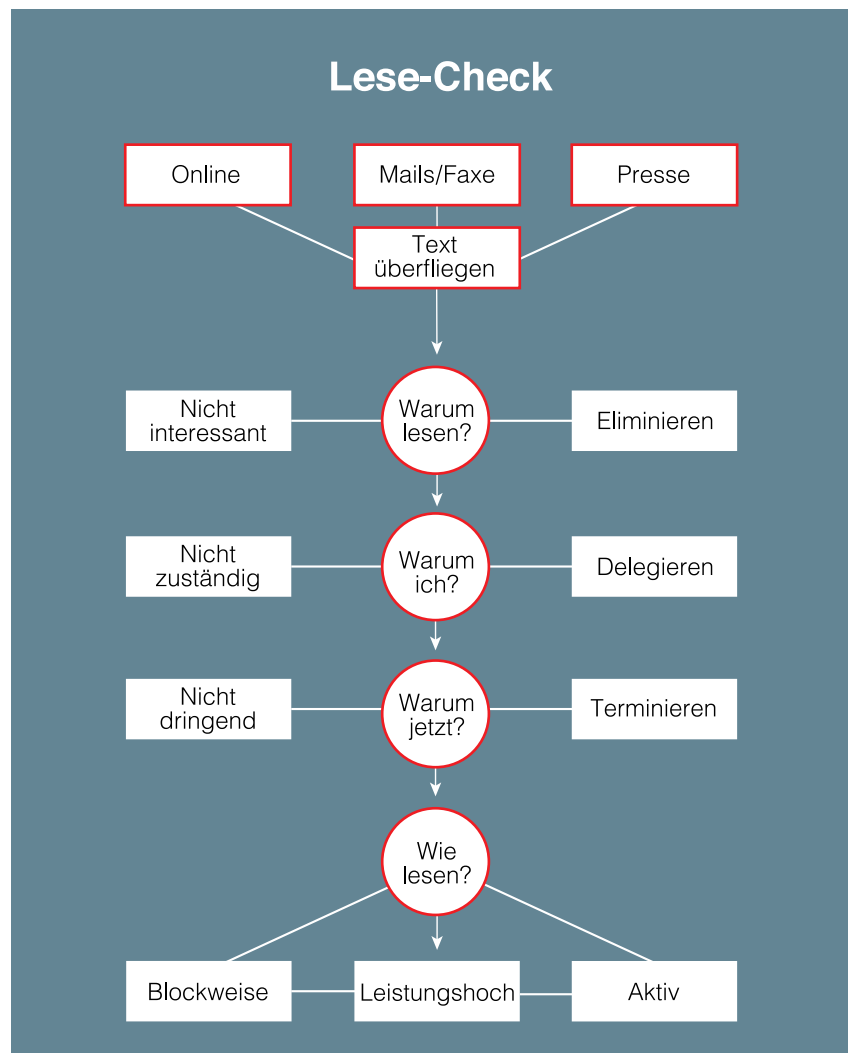 Lese-Check
Online
Mails/Faxe
Presse
Text
überfliegen
Nicht
interessant
Warum
lesen?
Eliminieren
Nicht
zuständig
Warum
ich?
Delegieren
Nicht
dringend
Warum
jetzt?
Terminieren
Wie
lesen?
Blockweise
Leistungshoch
Aktiv